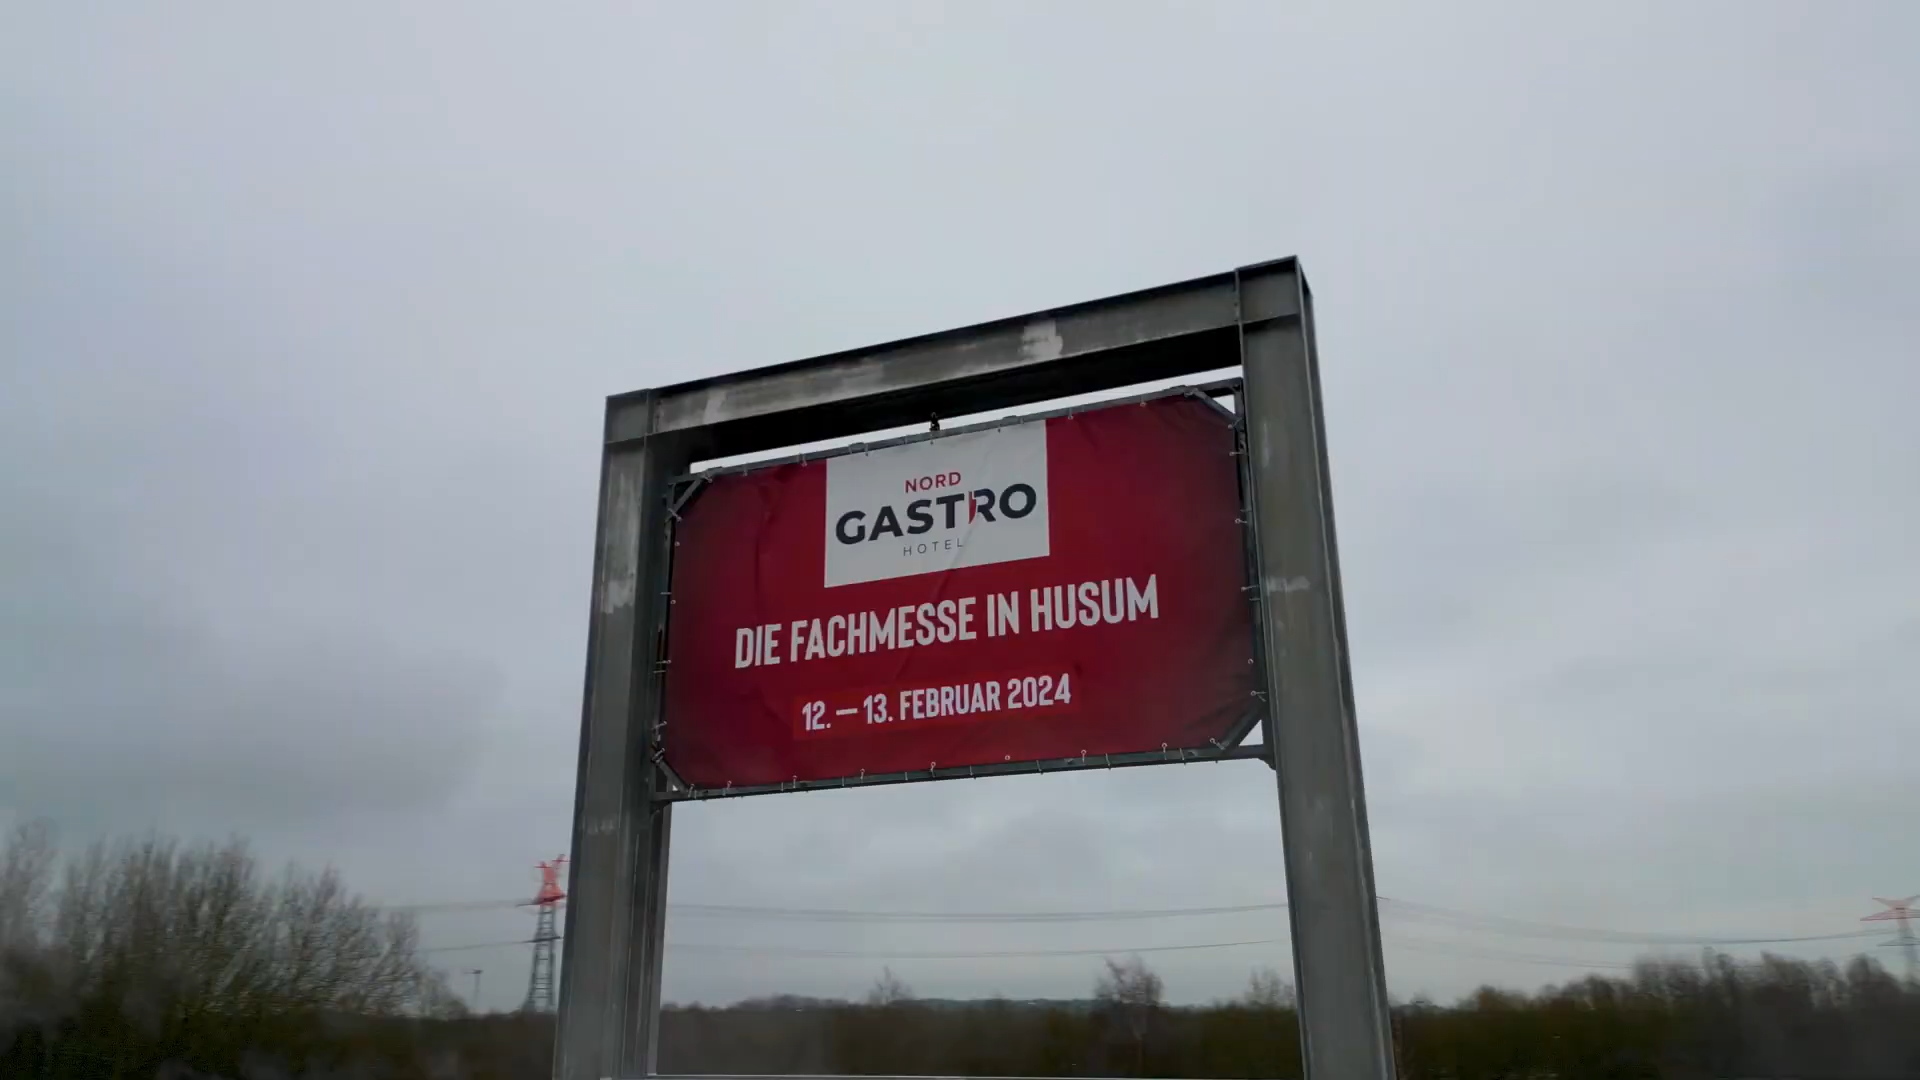 NORD
GASTRO
HOTEL
DIE FACHMESSE IN HUSUM
12. – 13. FEBRUAR 2024